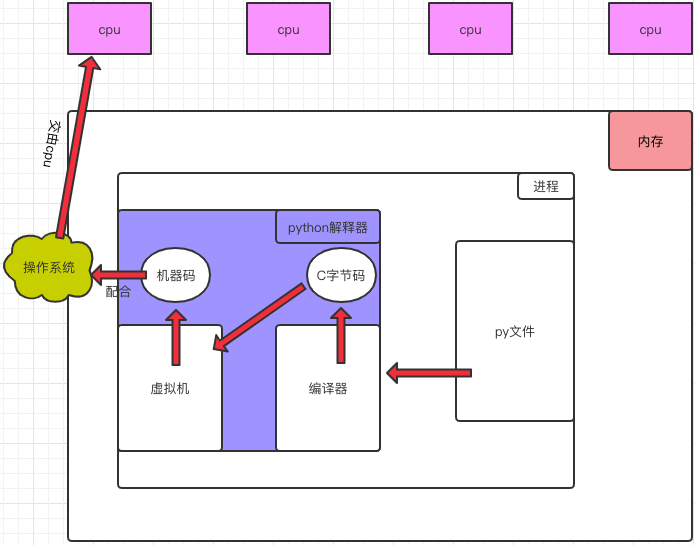 cpu
cpu
cpu
cpu
交由cpu
内存
进程
python解释器
操作系统
机器码
C字节码
配合
py文件
虚拟机
编译器